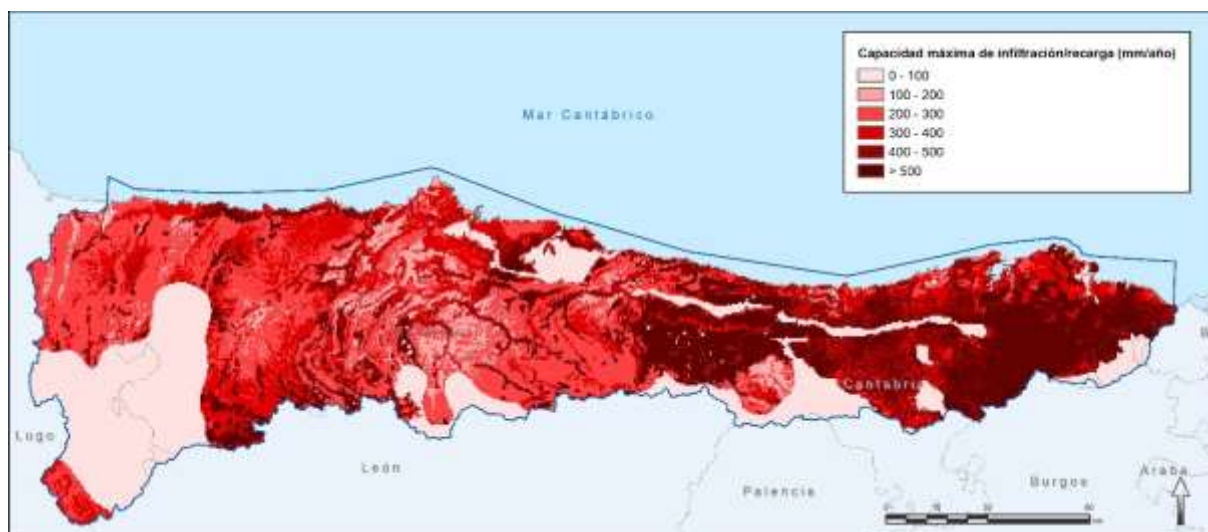 Capacidad máxima de infiltración/recarga (mm/año)
0 - 100
100 - 200
200 - 300
300 - 400
400 - 500
> 500
Mar Cantábrico
Cantabria
Lugo
León
Palencia
Burgos
Araba